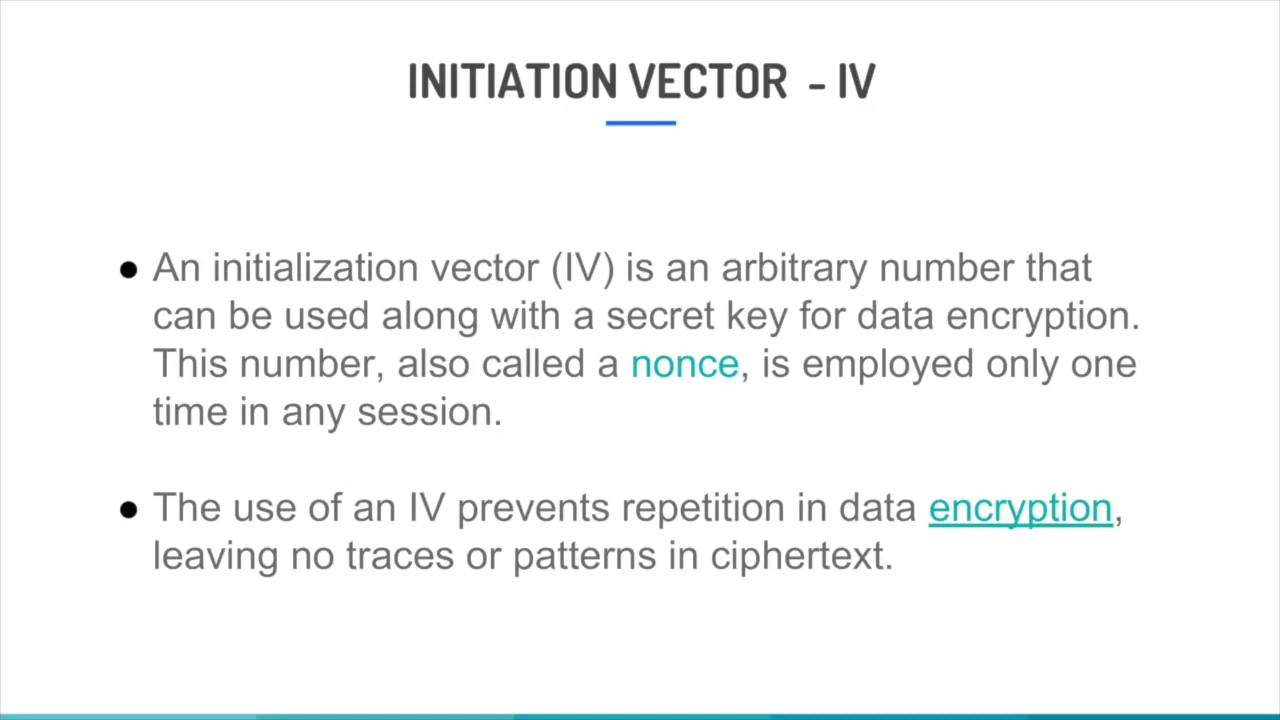 INITIATION VECTOR - IV
● An initialization vector (IV) is an arbitrary number that
can be used along with a secret key for data encryption.
This number, also called a nonce, is employed only one
time in any session.
● The use of an IV prevents repetition in data encryption,
leaving no traces or patterns in ciphertext.